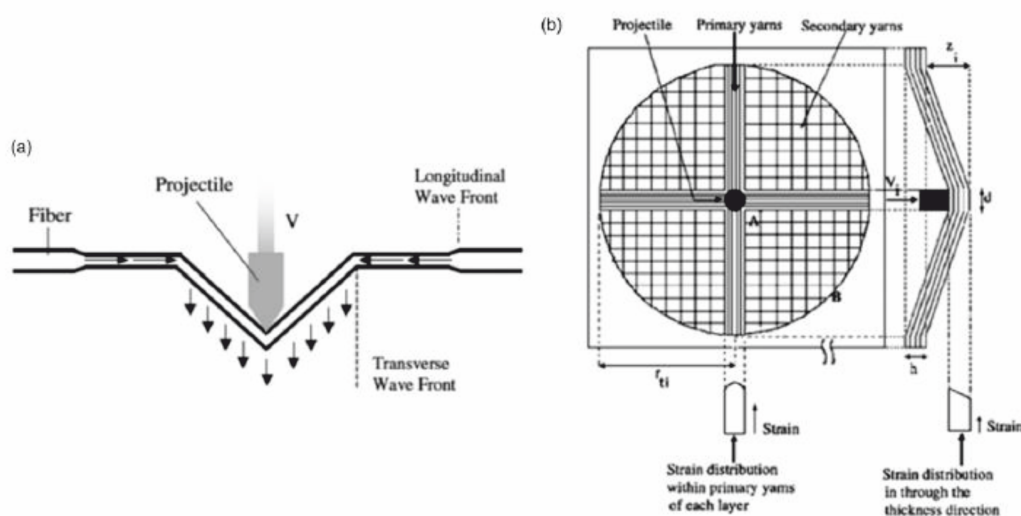 (a)
Projectile
V
Fiber
Longitudinal
Wave Front
Transverse
Wave Front
(b)
Projectile
Primary yarns
Secondary yarns
z i
V i
d
A
B
h
r ti
Strain
Strain
Strain distribution
within primary yarns
of each layer
Strain distribution
in through the
thickness direction